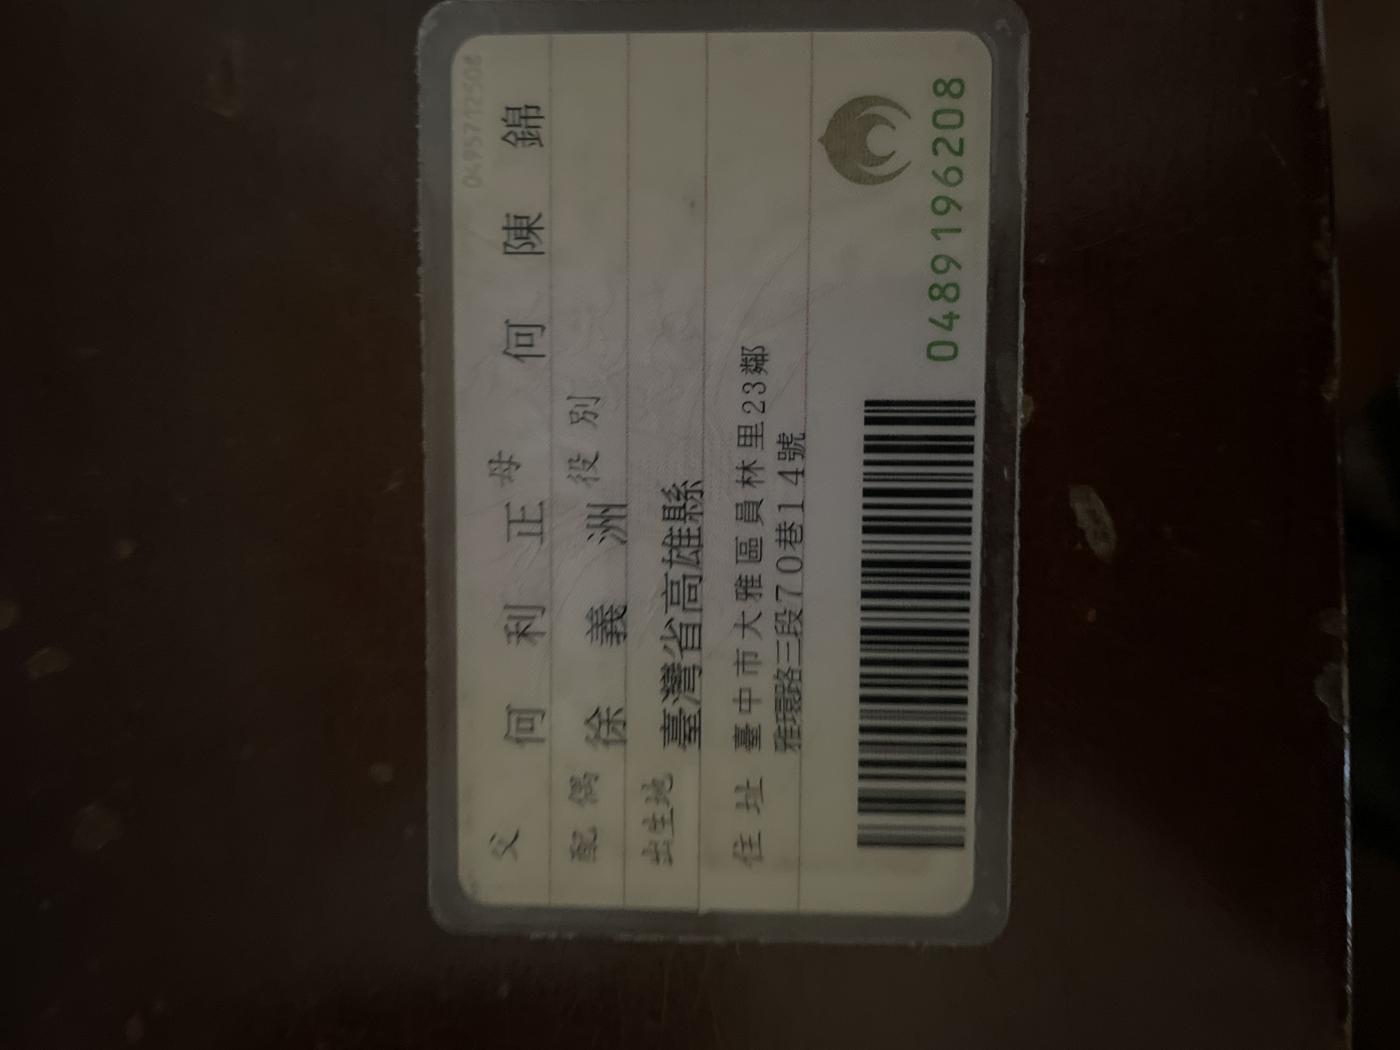 0495712508
父 何利正 母 何陳錦
配偶 徐義洲 役別
出生地 臺灣省高雄縣
住址 臺中市大雅區員林里23鄰
雅環路三段70巷14號
0489196208